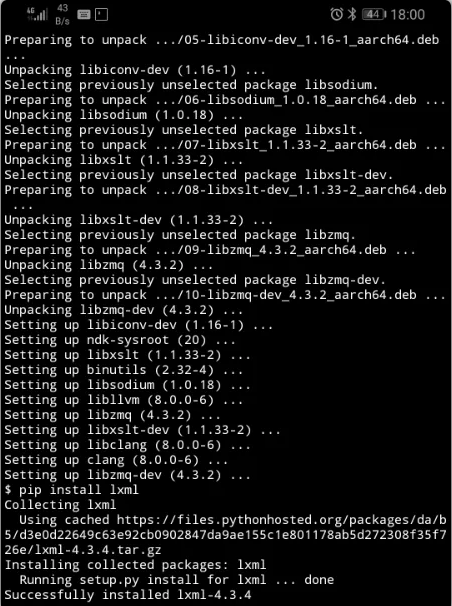 4G 43 B/s 44 18:00
Preparing to unpack .../05-libiconv-dev_1.16-1_aarch64.deb
...
Unpacking libiconv-dev (1.16-1) ...
Selecting previously unselected package libsodium.
Preparing to unpack .../06-libsodium_1.0.18_aarch64.deb ...
Unpacking libsodium (1.0.18) ...
Selecting previously unselected package libxslt.
Preparing to unpack .../07-libxslt_1.1.33-2_aarch64.deb ...
Unpacking libxslt (1.1.33-2) ...
Selecting previously unselected package libxslt-dev.
Preparing to unpack .../08-libxslt-dev_1.1.33-2_aarch64.deb
 ...
Unpacking libxslt-dev (1.1.33-2) ...
Selecting previously unselected package libzmq.
Preparing to unpack .../09-libzmq_4.3.2_aarch64.deb ...
Unpacking libzmq (4.3.2) ...
Selecting previously unselected package libzmq-dev.
Preparing to unpack .../10-libzmq-dev_4.3.2_aarch64.deb ...
Unpacking libzmq-dev (4.3.2) ...
Setting up libiconv-dev (1.16-1) ...
Setting up ndk-sysroot (20) ...
Setting up libxslt (1.1.33-2) ...
Setting up binutils (2.32-4) ...
Setting up libsodium (1.0.18) ...
Setting up libllvm (8.0.0-6) ...
Setting up libzmq (4.3.2) ...
Setting up libxslt-dev (1.1.33-2) ...
Setting up libclang (8.0.0-6) ...
Setting up clang (8.0.0-6) ...
Setting up libzmq-dev (4.3.2) ...
$ pip install lxml
Collecting lxml
  Using cached https://files.pythonhosted.org/packages/da/b
5/d3e0d22649c63e92cb0902847da9ae155c1e801178ab5d272308f35f7
26e/lxml-4.3.4.tar.gz
Installing collected packages: lxml
  Running setup.py install for lxml ... done
Successfully installed lxml-4.3.4